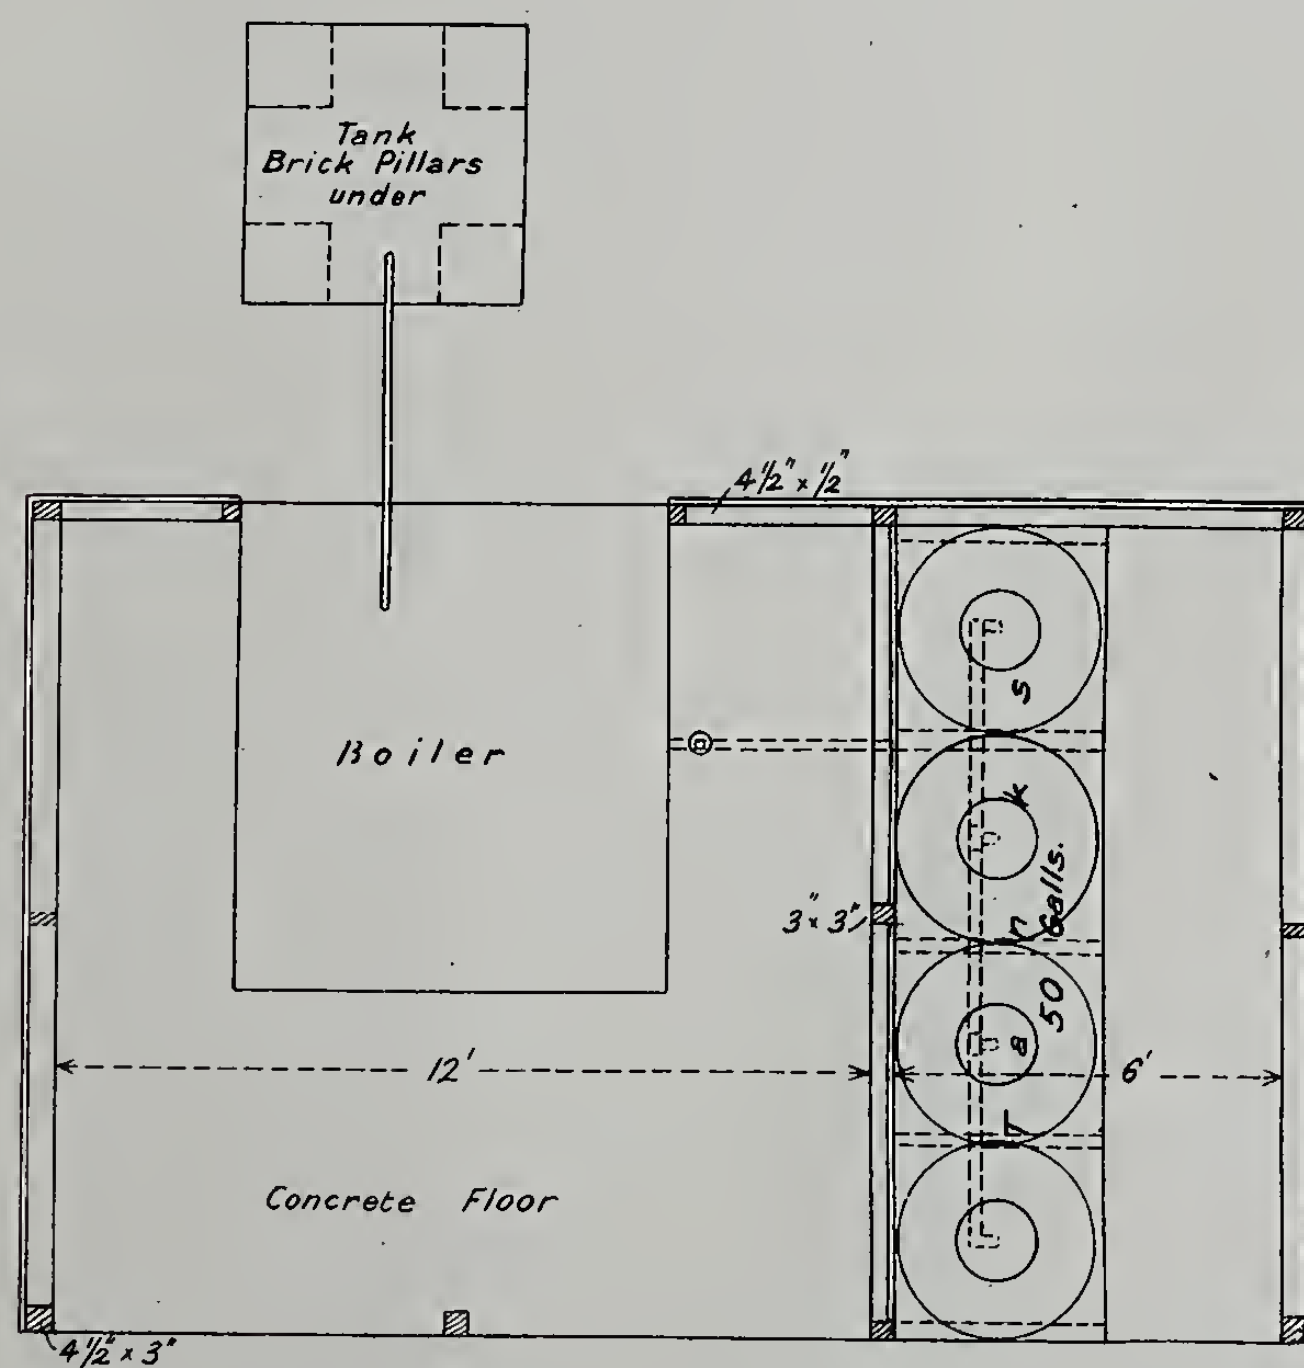 Tank
Brick Pillars
under
4½" × ½"
Boiler
3" × 3"
Tanks
50 Galls.
12'
6'
Concrete Floor
4½" × 3"